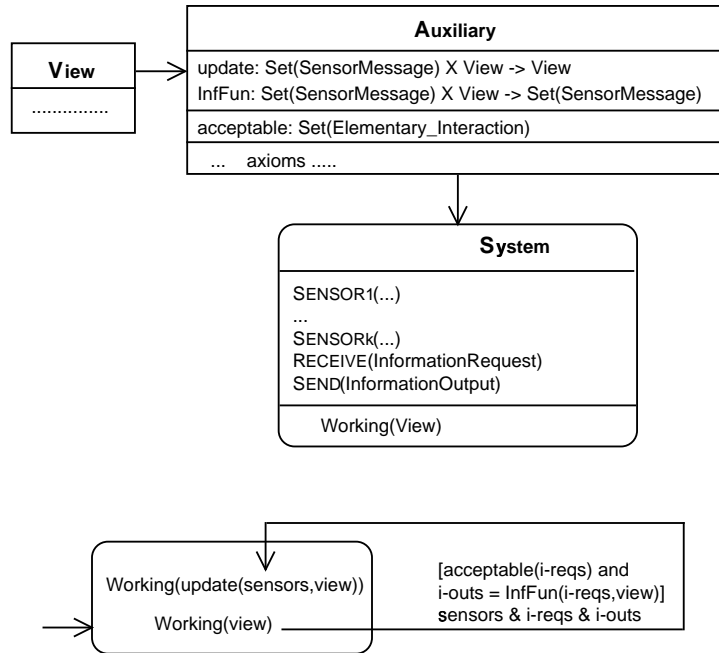 Auxiliary
update: Set(SensorMessage) X View -> View
InfFun: Set(SensorMessage) X View -> Set(SensorMessage)
acceptable: Set(Elementary_Interaction)
... axioms .....
View
...............
System
SENSOR1(...)
...
SENSORk(...)
RECEIVE(InformationRequest)
SEND(InformationOutput)
Working(View)
Working(update(sensors,view))
Working(view)
[acceptable(i-reqs) and
i-outs = InfFun(i-reqs,view)]
sensors & i-reqs & i-outs